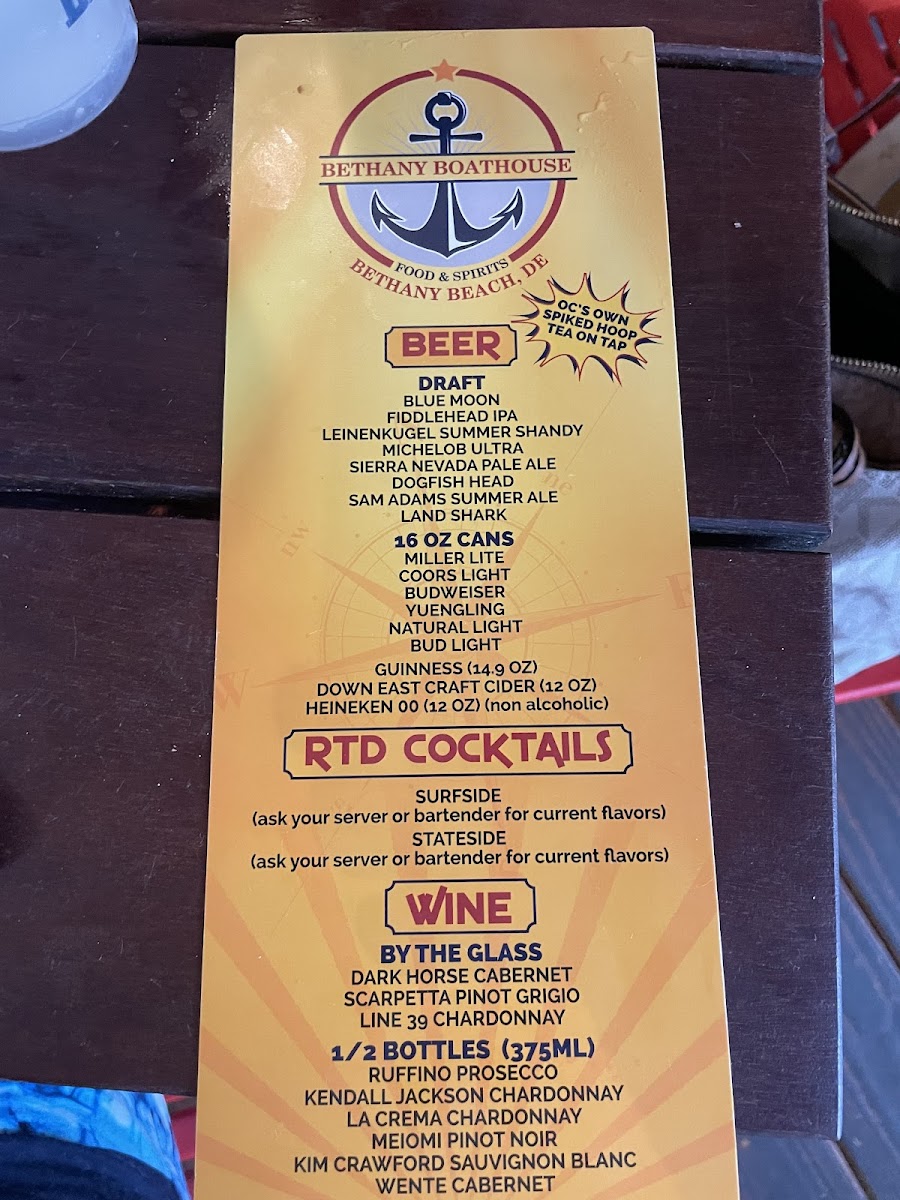 BETHANY BOATHOUSE
FOOD & SPIRITS
BETHANY BEACH, DE
OC'S OWN
SPIKED HOOP
TEA ON TAP
BEER
DRAFT
BLUE MOON
FIDDLEHEAD IPA
LEINENKUGEL SUMMER SHANDY
MICHELOB ULTRA
SIERRA NEVADA PALE ALE
DOGFISH HEAD
SAM ADAMS SUMMER ALE
LAND SHARK
16 OZ CANS
MILLER LITE
COORS LIGHT
BUDWEISER
YUENGLING
NATURAL LIGHT
BUD LIGHT
GUINNESS (14.9 OZ)
DOWN EAST CRAFT CIDER (12 OZ)
HEINEKEN 00 (12 OZ) (non alcoholic)
nw
ne
W
E
RTD COCKTAILS
SURFSIDE
(ask your server or bartender for current flavors)
STATESIDE
(ask your server or bartender for current flavors)
WINE
BY THE GLASS
DARK HORSE CABERNET
SCARPETTA PINOT GRIGIO
LINE 39 CHARDONNAY
1/2 BOTTLES (375ML)
RUFFINO PROSECCO
KENDALL JACKSON CHARDONNAY
LA CREMA CHARDONNAY
MEIOMI PINOT NOIR
KIM CRAWFORD SAUVIGNON BLANC
WENTE CABERNET